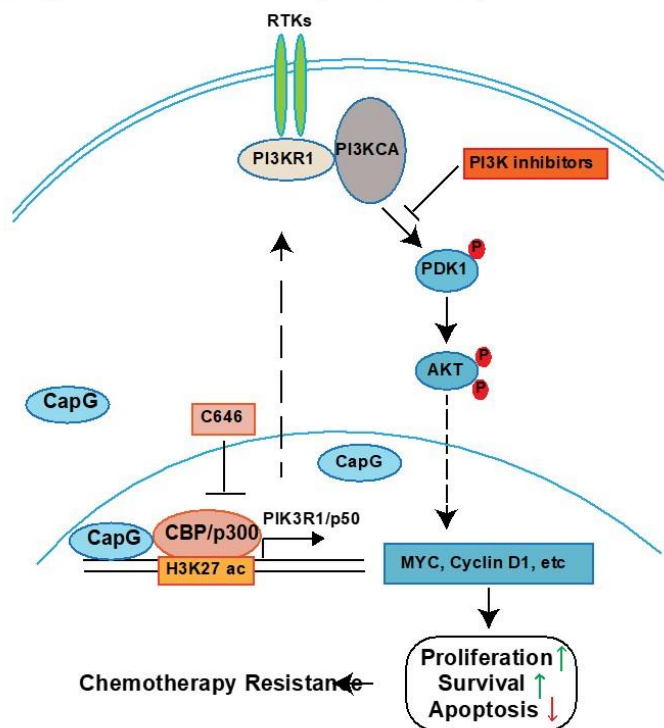 RTKs
PI3KR1
PI3KCA
PI3K inhibitors
P
PDK1
P
AKT
P
CapG
C646
CapG
CapG
CBP/p300
PIK3R1/p50
H3K27 ac
MYC, Cyclin D1, etc
Proliferation ↑
Survival ↑
Apoptosis ↓
Chemotherapy Resistance